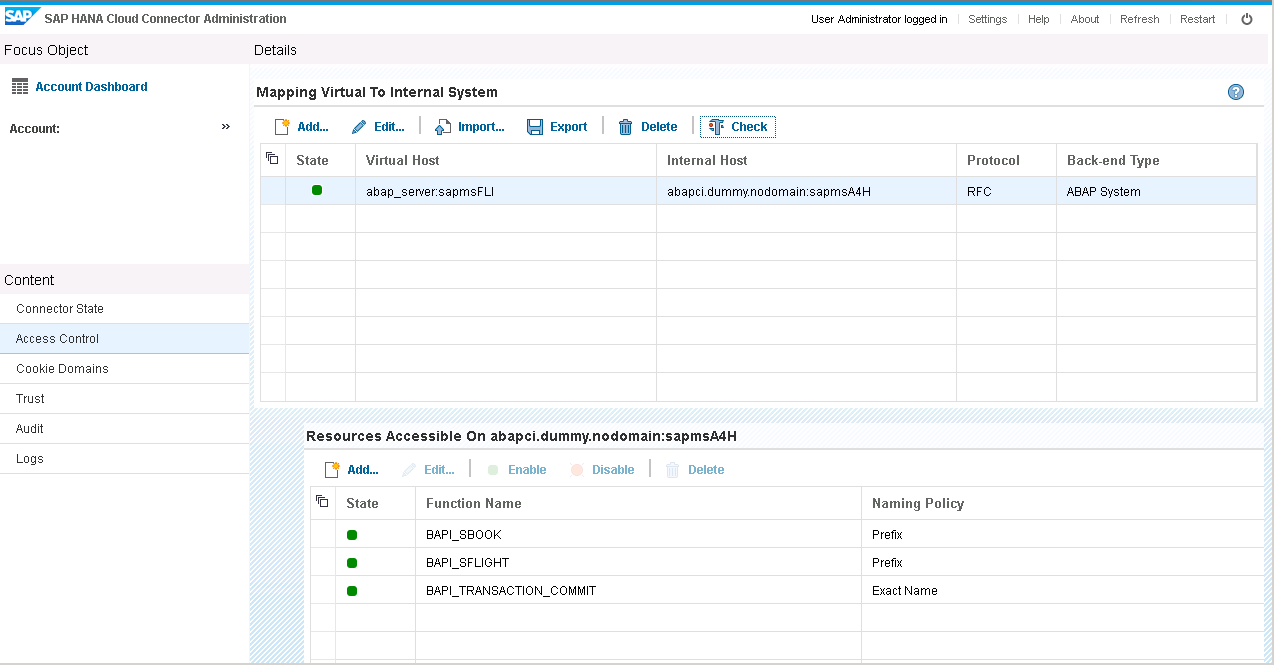 SAP SAP HANA Cloud Connector Administration User Administrator logged in Settings Help About Refresh Restart
Focus Object Details
Account Dashboard
Account: »
Mapping Virtual To Internal System ?
Add... Edit... Import... Export Delete Check
State Virtual Host Internal Host Protocol Back-end Type
abap_server:sapmsFLI abapci.dummy.nodomain:sapmsA4H RFC ABAP System
Content
Connector State
Access Control
Cookie Domains
Trust
Audit
Logs
Resources Accessible On abapci.dummy.nodomain:sapmsA4H
Add... Edit... Enable Disable Delete
State Function Name Naming Policy
BAPI_SBOOK Prefix
BAPI_SFLIGHT Prefix
BAPI_TRANSACTION_COMMIT Exact Name